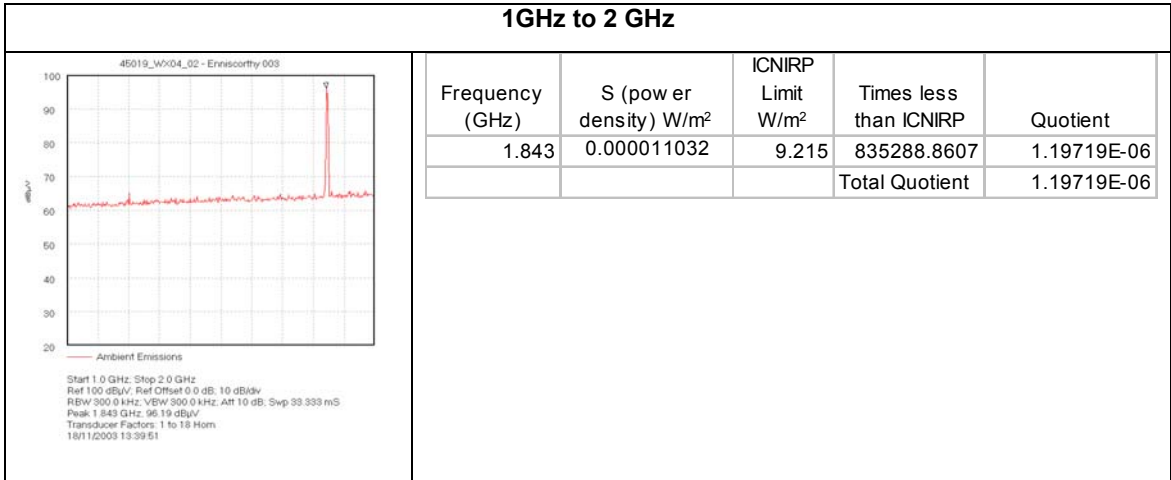 1GHz to 2 GHz
45019_WX04_02 - Enniscorthy 003
100
90
80
70
60
50
40
30
20
dBµV
Ambient Emissions
Start 1.0 GHz; Stop 2.0 GHz
Ref 100 dBµV; Ref Offset 0.0 dB; 10 dB/div
RBW 300.0 kHz; VBW 300.0 kHz; Att 10 dB; Swp 33.333 mS
Peak 1.843 GHz, 96.19 dBµV
Transducer Factors: 1 to 18 Horn
18/11/2003 13:39:51
Frequency (GHz) S (pow er density) W/m² ICNIRP Limit W/m² Times less than ICNIRP Quotient
1.843 0.000011032 9.215 835288.8607 1.19719E-06
Total Quotient 1.19719E-06